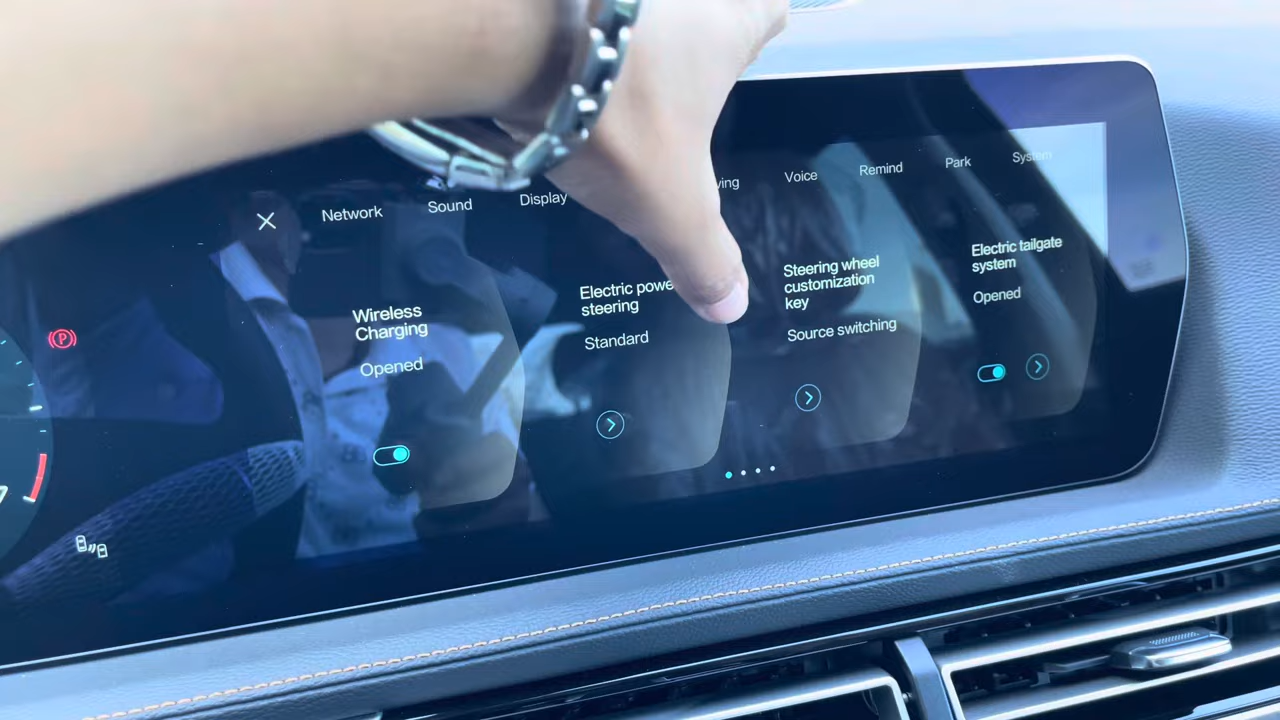 Network
Sound
Display
Voice
Remind
Park
System
Wireless
Charging
Opened
Electric
steering
Standard
Steering wheel
customization
key
Source switching
Electric tailgate
system
Opened
P